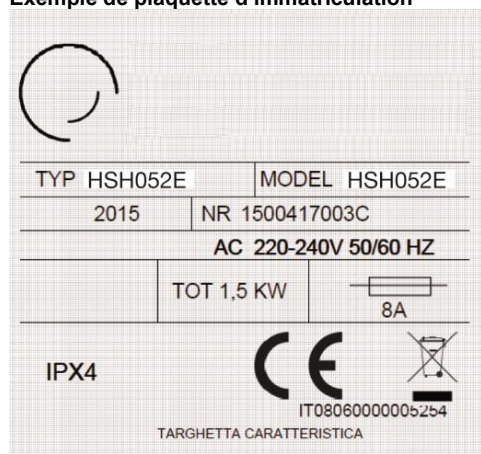 Exemple de plaquette d'immatriculation
TYP HSH052E MODEL HSH052E
2015 NR 1500417003C
AC 220-240V 50/60 HZ
TOT 1,5 KW
8A
IPX4
CE
IT08060000005254
TARGHETTA CARATTERISTICA